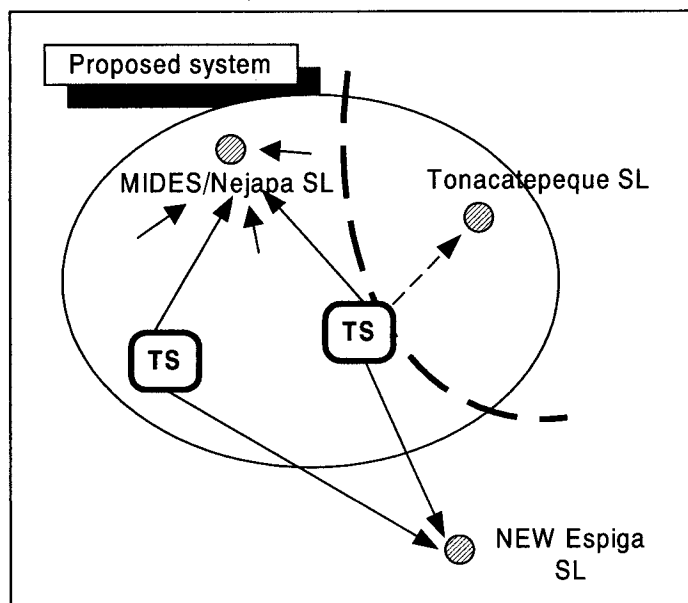 Proposed system
MIDES/Nejapa SL
Tonacatepeque SL
TS
TS
NEW Espiga
SL